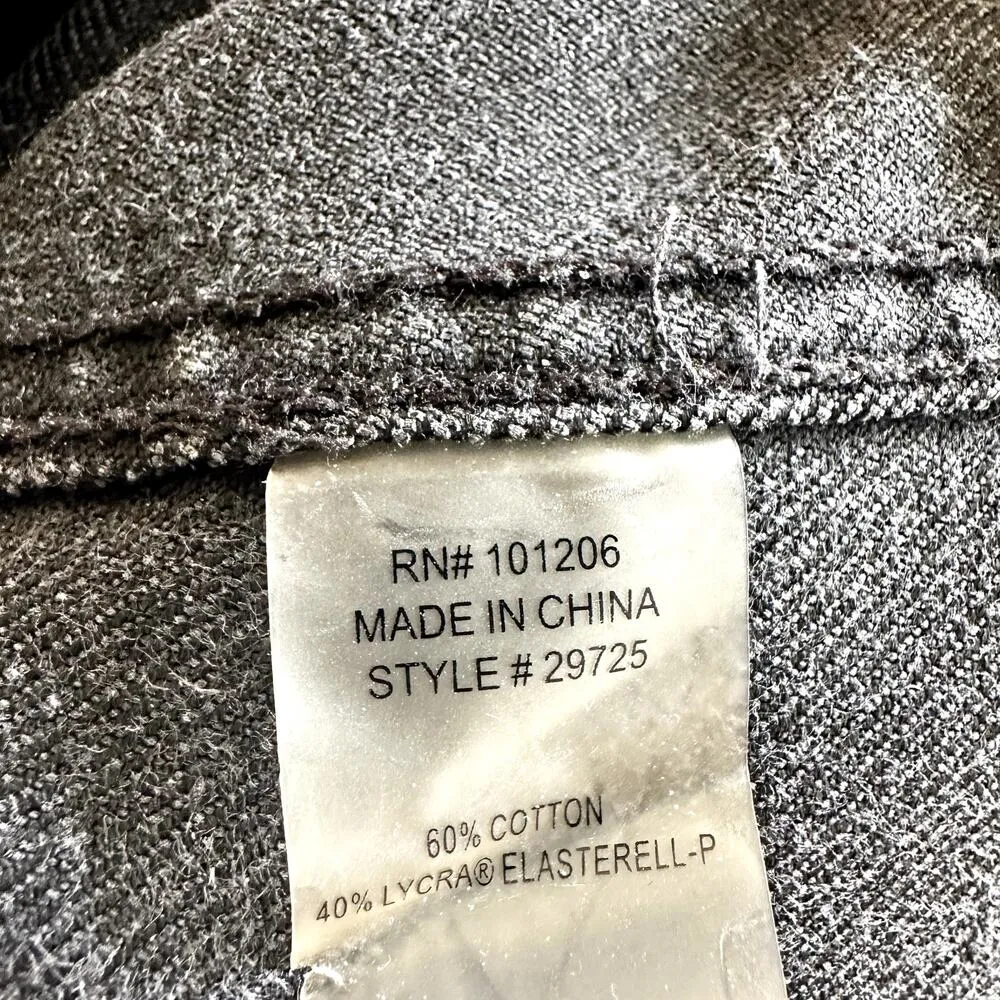 RN# 101206
MADE IN CHINA
STYLE # 29725
60% COTTON
40% LYCRA® ELASTERELL-P